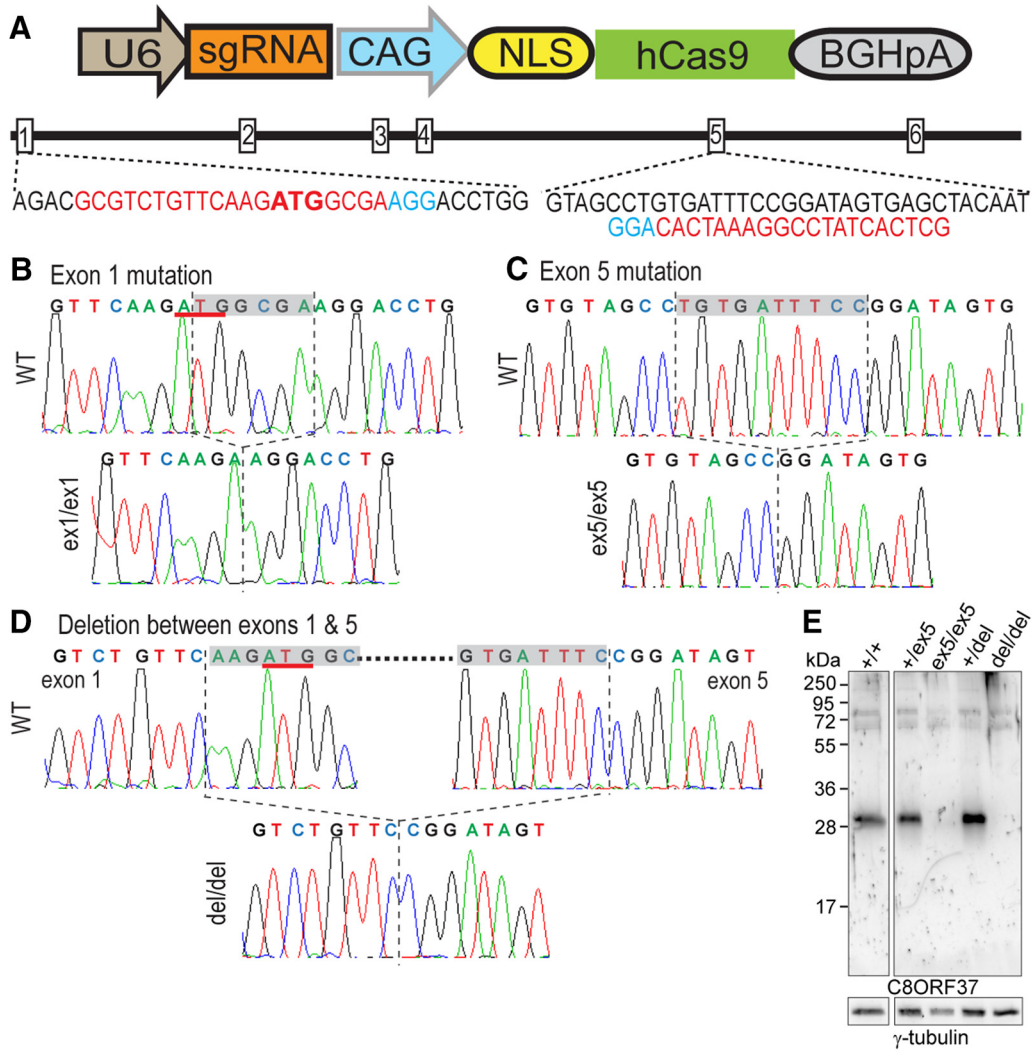 A
U6 sgRNA CAG NLS hCas9 BGHpA
1 2 3 4 5 6
AGACGCGTCTGTTCAAGATGGCGAAGGACCTGG GTAGCCTGTGATTTCCGGATAGTGAGCTACAAT
GGACACTAAAGGCCTATCACTCG
B Exon 1 mutation
GTTCAAGATGGCGAAGGACCTG
WT
GTTCAAGAAGGACCTG
ex1/ex1
C Exon 5 mutation
GTGTAGCCTGTGATTTCCGGATAGTG
WT
GTGTAGCCGGATAGTG
ex5/ex5
D Deletion between exons 1 & 5
GTCTGTTCAAGATGGC GTGATTTCCGGATAGT
exon 1 exon 5
WT
GTCTGTTCCGGATAGT
del/del
E
kDa +/+ +/ex5 ex5/ex5 +/del del/del
250
95
72
55
36
28
17
C8ORF37
γ-tubulin